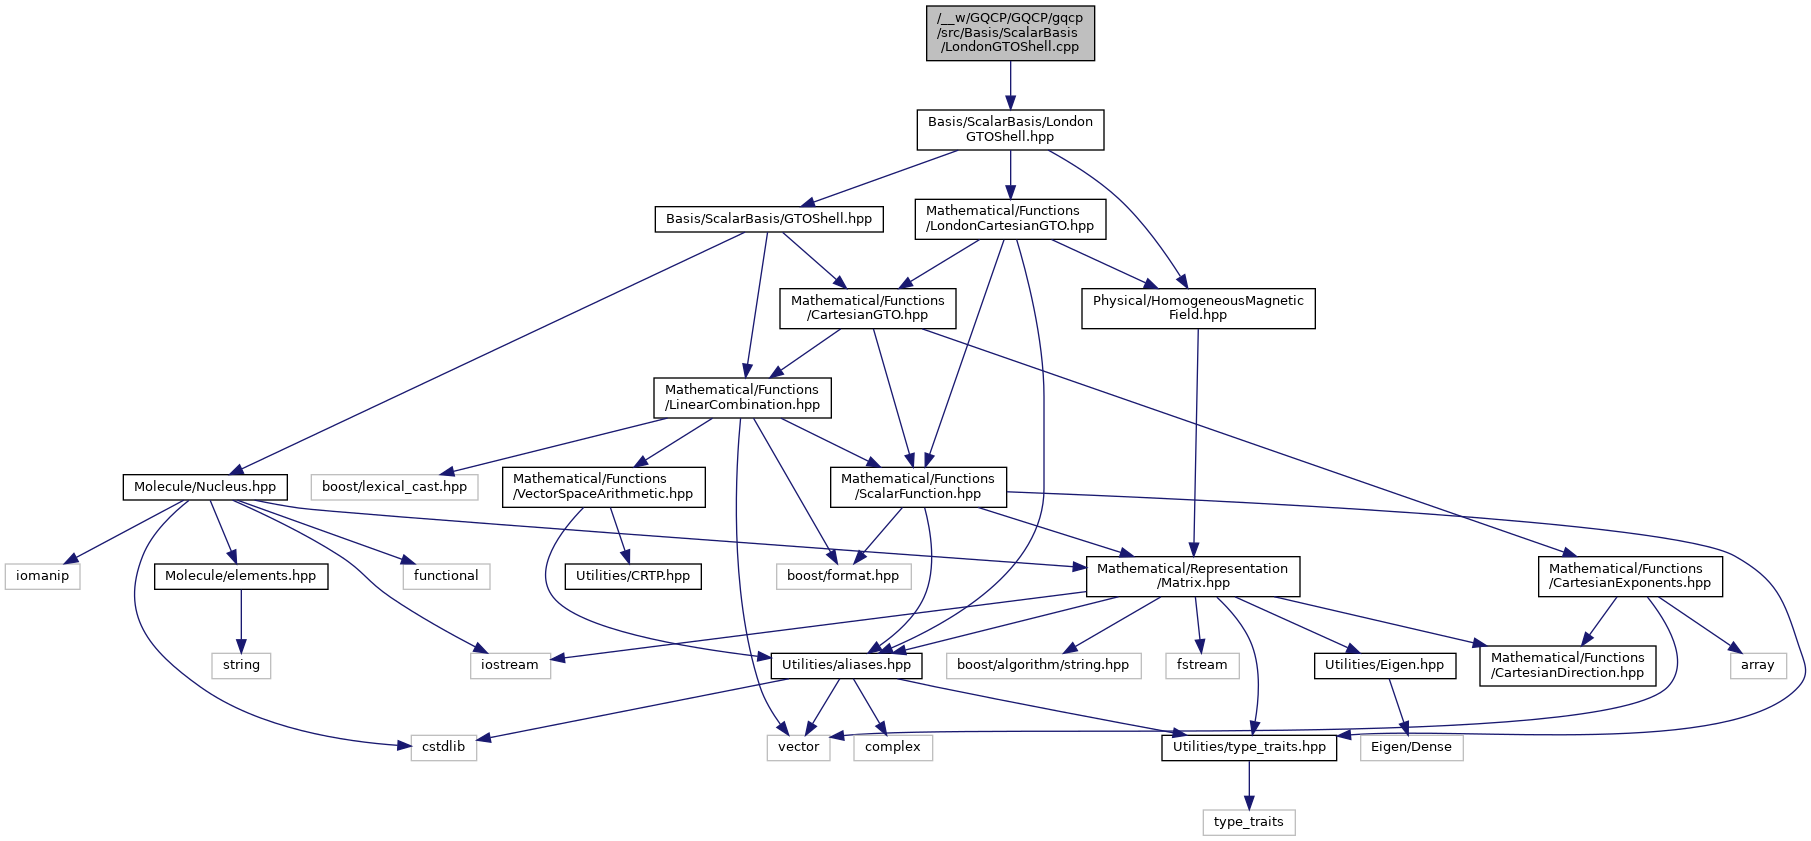 /__w/GQCP/GQCP/gqcp
/src/Basis/ScalarBasis
/LondonGTOShell.cpp
Basis/ScalarBasis/London
GTOShell.hpp
Basis/ScalarBasis/GTOShell.hpp
Mathematical/Functions
/LondonCartesianGTO.hpp
Mathematical/Functions
/CartesianGTO.hpp
Physical/HomogeneousMagnetic
Field.hpp
Mathematical/Functions
/LinearCombination.hpp
Molecule/Nucleus.hpp
boost/lexical_cast.hpp
Mathematical/Functions
/VectorSpaceArithmetic.hpp
Mathematical/Functions
/ScalarFunction.hpp
iomanip
Molecule/elements.hpp
functional
Utilities/CRTP.hpp
boost/format.hpp
Mathematical/Representation
/Matrix.hpp
Mathematical/Functions
/CartesianExponents.hpp
string
iostream
Utilities/aliases.hpp
boost/algorithm/string.hpp
fstream
Utilities/Eigen.hpp
Mathematical/Functions
/CartesianDirection.hpp
array
cstdlib
vector
complex
Utilities/type_traits.hpp
Eigen/Dense
type_traits